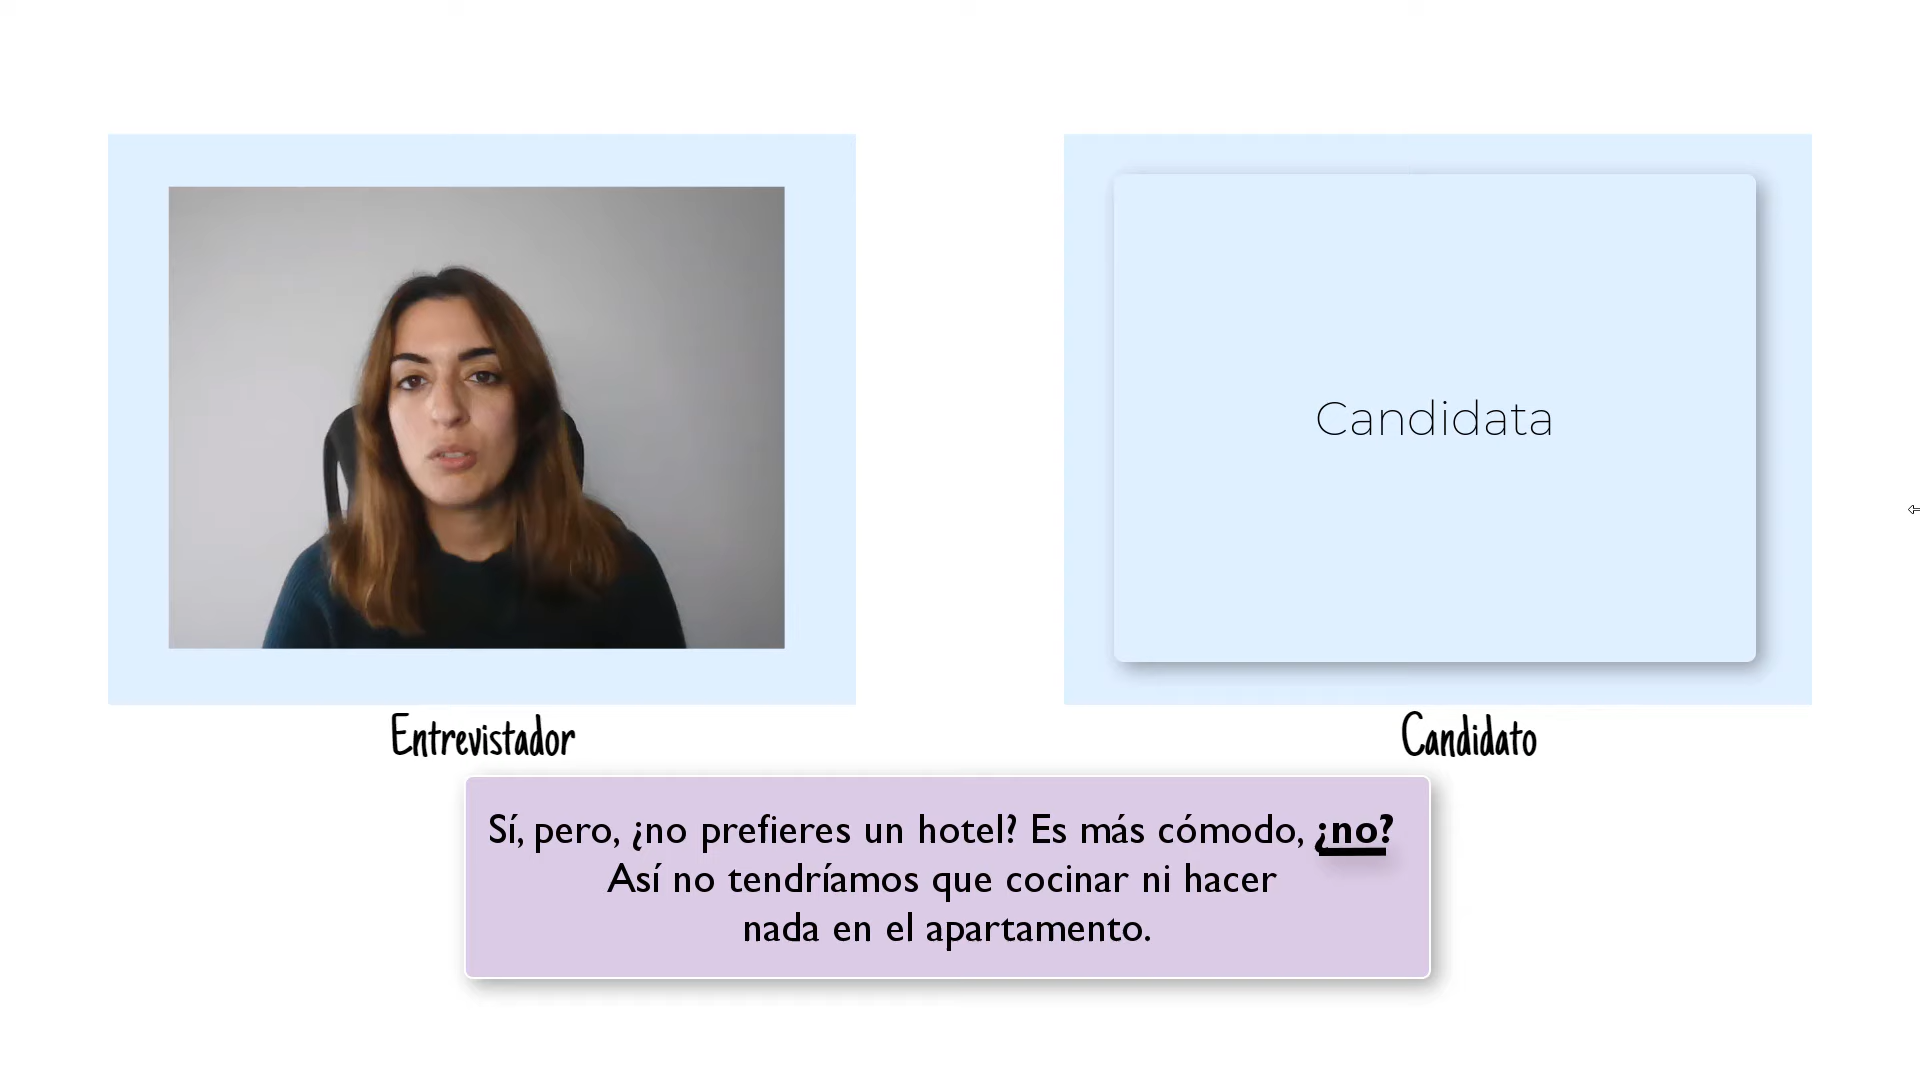 Candidata
Entrevistador
Candidato
Sí, pero, ¿no prefieres un hotel? Es más cómodo, ¿no?
Así no tendríamos que cocinar ni hacer
nada en el apartamento.